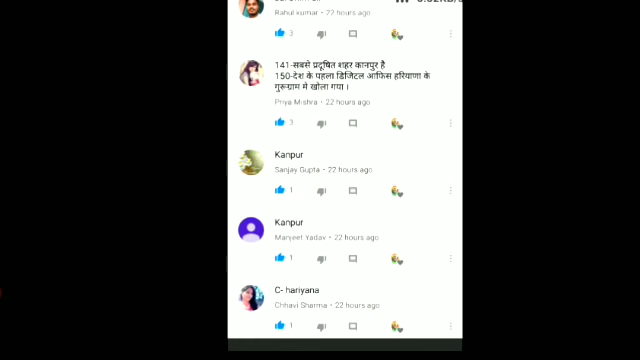 Rahul kumar • 22 hours ago
3
141-सबसे प्रदूषित शहर कानपुर है
150-देश के पहला डिजिटल आफिस हरियाणा के
गुरूग्राम मे खोला गया ।
Priya Mishra • 22 hours ago
3
Kanpur
Sanjay Gupta • 22 hours ago
1
Kanpur
Manjeet Yadav • 22 hours ago
1
C- hariyana
Chhavi Sharma • 22 hours ago
1